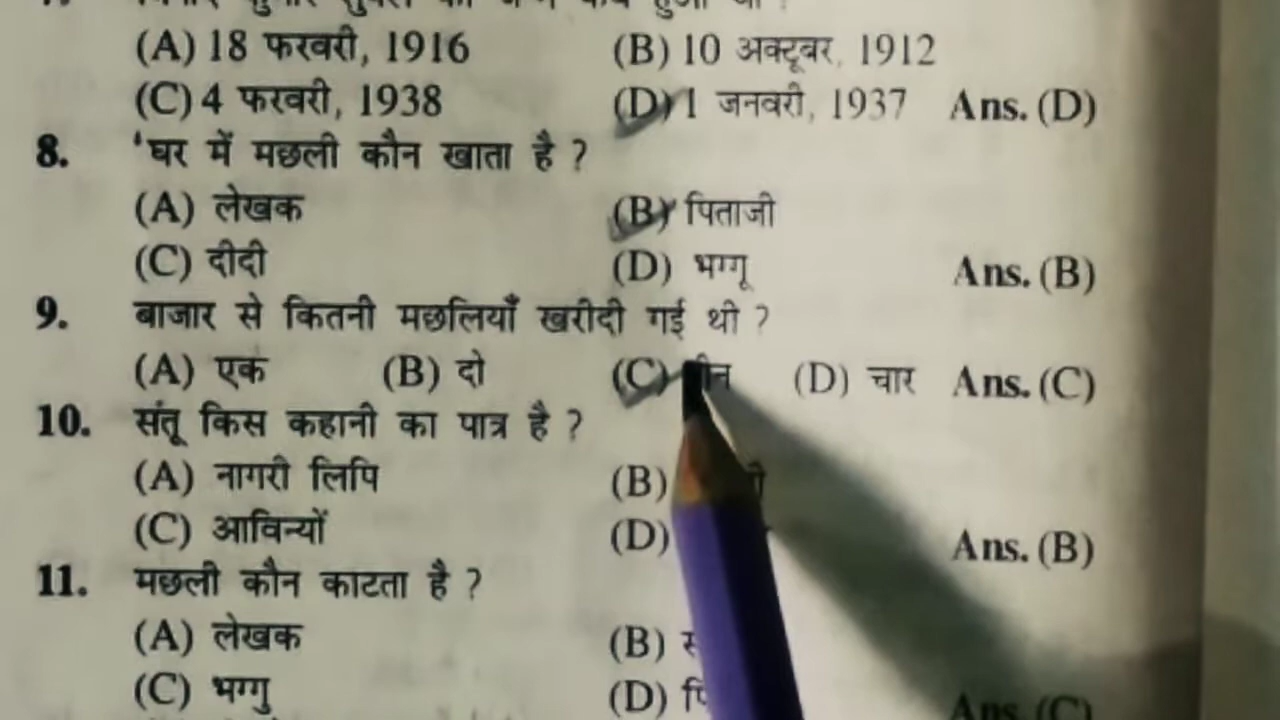 (A) 18 फरवरी, 1916 (B) 10 अक्टूबर, 1912
(C) 4 फरवरी, 1938 (D) 1 जनवरी, 1937 Ans. (D)
8. 'घर में मछली कौन खाता है ?
(A) लेखक (B) पिताजी
(C) दीदी (D) भग्गू Ans. (B)
9. बाजार से कितनी मछलियाँ खरीदी गई थी ?
(A) एक (B) दो (C) तीन (D) चार Ans. (C)
10. संतू किस कहानी का पात्र है ?
(A) नागरी लिपि (B)
(C) आविन्यों (D) Ans. (B)
11. मछली कौन काटता है ?
(A) लेखक (B)
(C) भग्गु (D) Ans. (C)